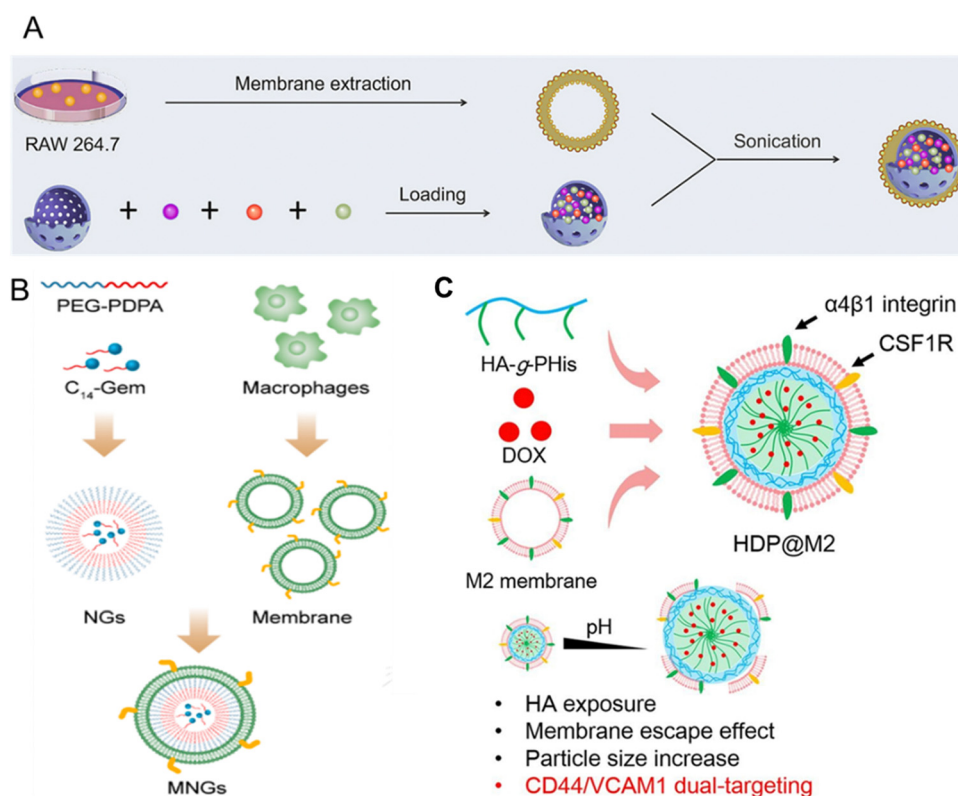 A
Membrane extraction
RAW 264.7
Sonication
Loading
+ + +
B
PEG-PDPA
C₁₄-Gem
Macrophages
NGs
Membrane
MNGs
C
HA-g-PHis
DOX
M2 membrane
α4β1 integrin
CSF1R
HDP@M2
pH
• HA exposure
• Membrane escape effect
• Particle size increase
• CD44/VCAM1 dual-targeting